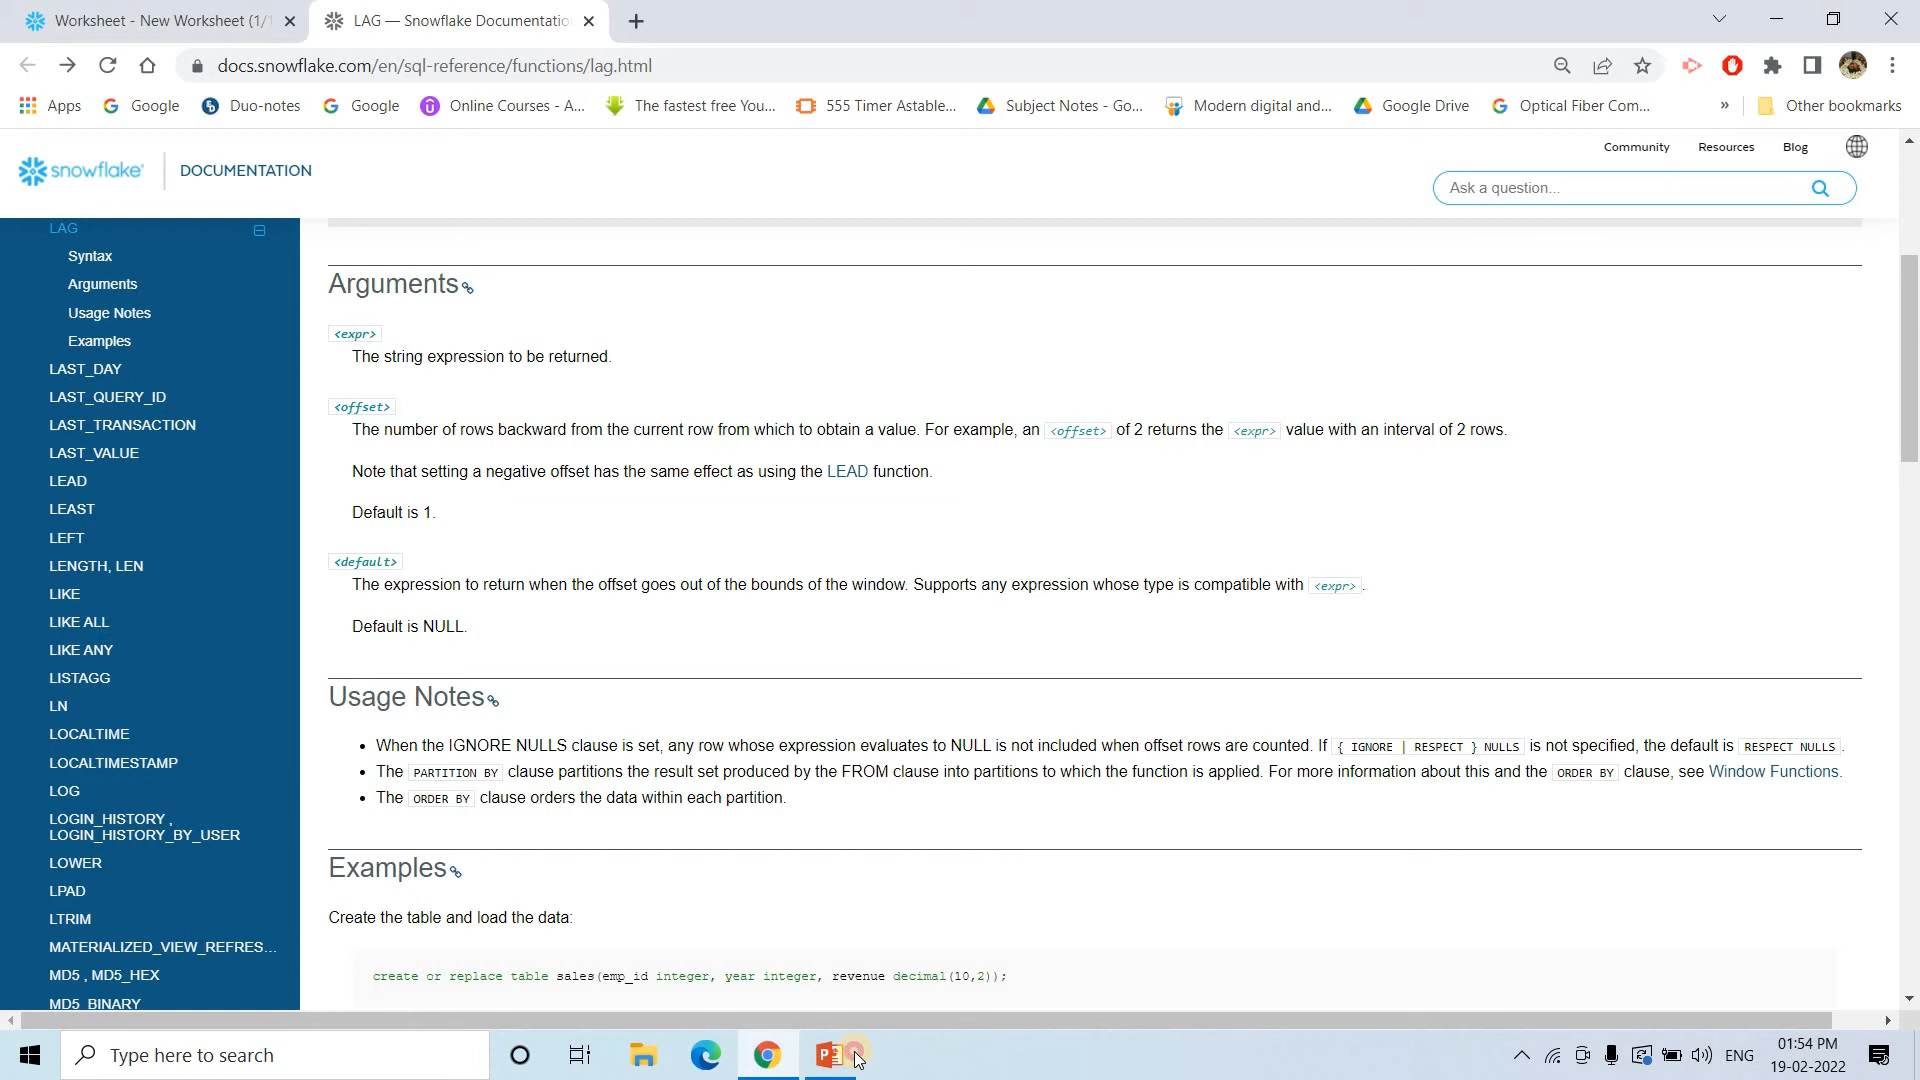 Worksheet - New Worksheet (1/1
LAG — Snowflake Documentatio
docs.snowflake.com/en/sql-reference/functions/lag.html
Apps
Google
Duo-notes
Google
Online Courses - A...
The fastest free You...
555 Timer Astable...
Subject Notes - Go...
Modern digital and...
Google Drive
Optical Fiber Com...
»
Other bookmarks
snowflake
DOCUMENTATION
Community
Resources
Blog
Ask a question...
LAG
Syntax
Arguments
Usage Notes
Examples
LAST_DAY
LAST_QUERY_ID
LAST_TRANSACTION
LAST_VALUE
LEAD
LEAST
LEFT
LENGTH, LEN
LIKE
LIKE ALL
LIKE ANY
LISTAGG
LN
LOCALTIME
LOCALTIMESTAMP
LOG
LOGIN_HISTORY ,
LOGIN_HISTORY_BY_USER
LOWER
LPAD
LTRIM
MATERIALIZED_VIEW_REFRES...
MD5 , MD5_HEX
MD5_BINARY
Arguments
<expr>
The string expression to be returned.
<offset>
The number of rows backward from the current row from which to obtain a value. For example, an <offset> of 2 returns the <expr> value with an interval of 2 rows.
Note that setting a negative offset has the same effect as using the LEAD function.
Default is 1.
<default>
The expression to return when the offset goes out of the bounds of the window. Supports any expression whose type is compatible with <expr>.
Default is NULL.
Usage Notes
• When the IGNORE NULLS clause is set, any row whose expression evaluates to NULL is not included when offset rows are counted. If { IGNORE | RESPECT } NULLS is not specified, the default is RESPECT NULLS.
• The PARTITION BY clause partitions the result set produced by the FROM clause into partitions to which the function is applied. For more information about this and the ORDER BY clause, see Window Functions.
• The ORDER BY clause orders the data within each partition.
Examples
Create the table and load the data:
create or replace table sales(emp_id integer, year integer, revenue decimal(10,2));
Type here to search
ENG
01:54 PM
19-02-2022